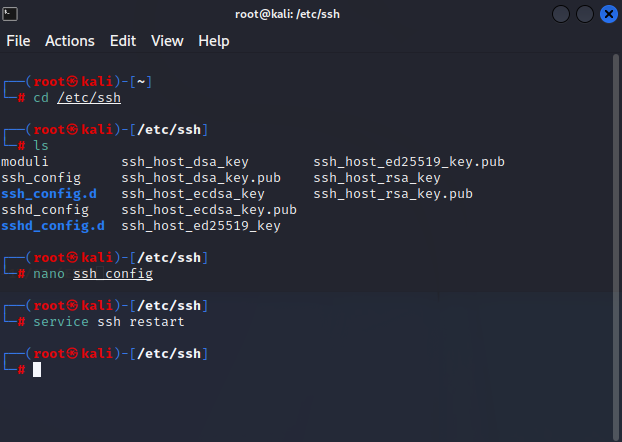 root@kali: /etc/ssh
File Actions Edit View Help
┌──(root㉿kali)-[~]
└─# cd /etc/ssh
┌──(root㉿kali)-[/etc/ssh]
└─# ls
moduli ssh_host_dsa_key ssh_host_ed25519_key.pub
ssh_config ssh_host_dsa_key.pub ssh_host_rsa_key
ssh_config.d ssh_host_ecdsa_key ssh_host_rsa_key.pub
sshd_config ssh_host_ecdsa_key.pub
sshd_config.d ssh_host_ed25519_key
┌──(root㉿kali)-[/etc/ssh]
└─# nano ssh_config
┌──(root㉿kali)-[/etc/ssh]
└─# service ssh restart
┌──(root㉿kali)-[/etc/ssh]
└─#